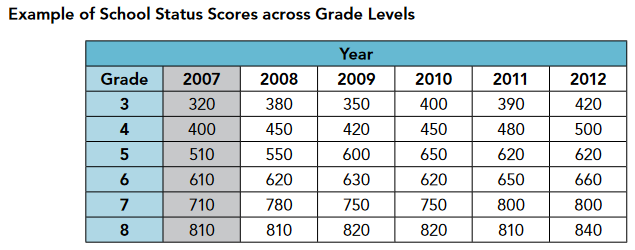 Example of School Status Scores across Grade Levels
Year
Grade 2007 2008 2009 2010 2011 2012
3 320 380 350 400 390 420
4 400 450 420 450 480 500
5 510 550 600 650 620 620
6 610 620 630 620 650 660
7 710 780 750 750 800 800
8 810 810 820 820 810 840